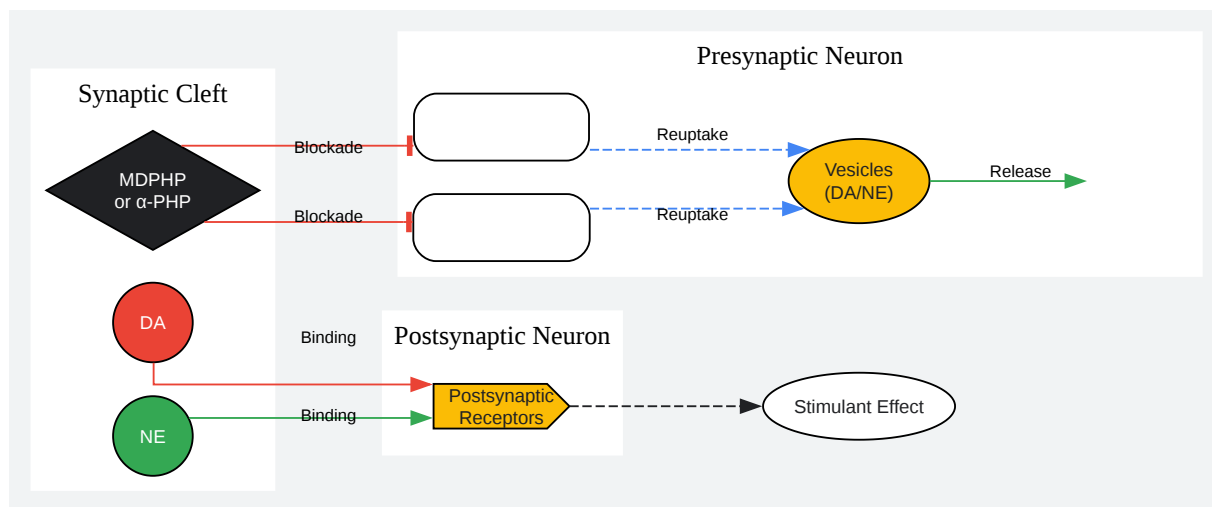 Presynaptic Neuron
Synaptic Cleft
Blockade
Blockade
MDPHP
or α-PHP
Reuptake
Reuptake
Vesicles
(DA/NE)
Release
DA
NE
Binding
Binding
Postsynaptic Neuron
Postsynaptic
Receptors
Stimulant Effect